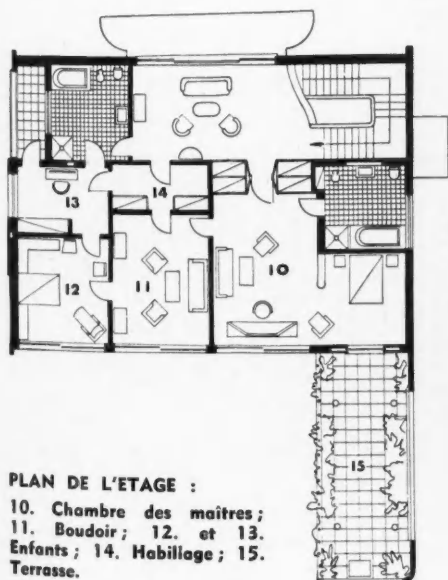 14
13
10
12
11
15
PLAN DE L'ETAGE :
10. Chambre des maîtres ;
11. Boudoir ; 12. et 13.
Enfants ; 14. Habillage ; 15.
Terrasse.